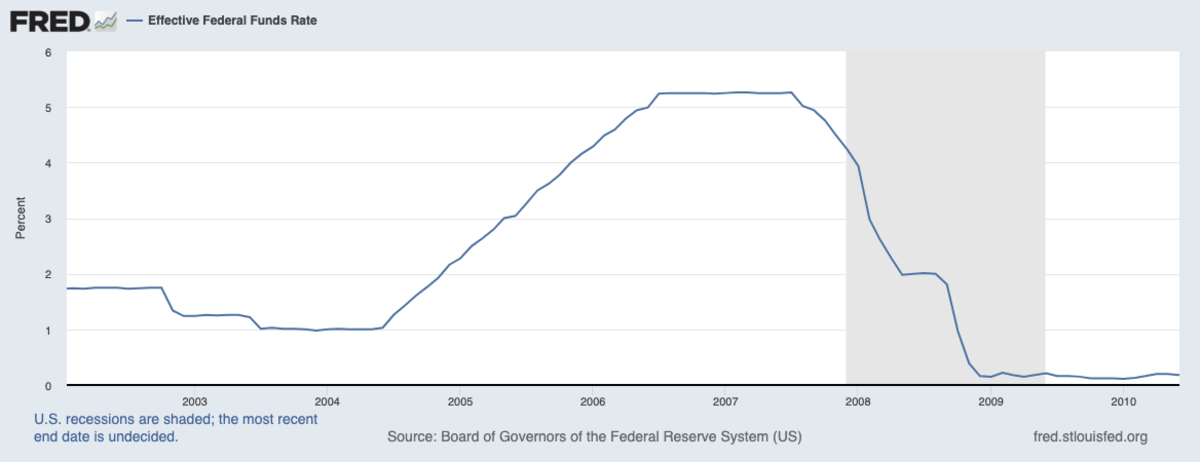 FRED
Effective Federal Funds Rate
6
5
4
3
2
1
0
Percent
2003 2004 2005 2006 2007 2008 2009 2010
U.S. recessions are shaded; the most recent
end date is undecided.
Source: Board of Governors of the Federal Reserve System (US)
fred.stlouisfed.org